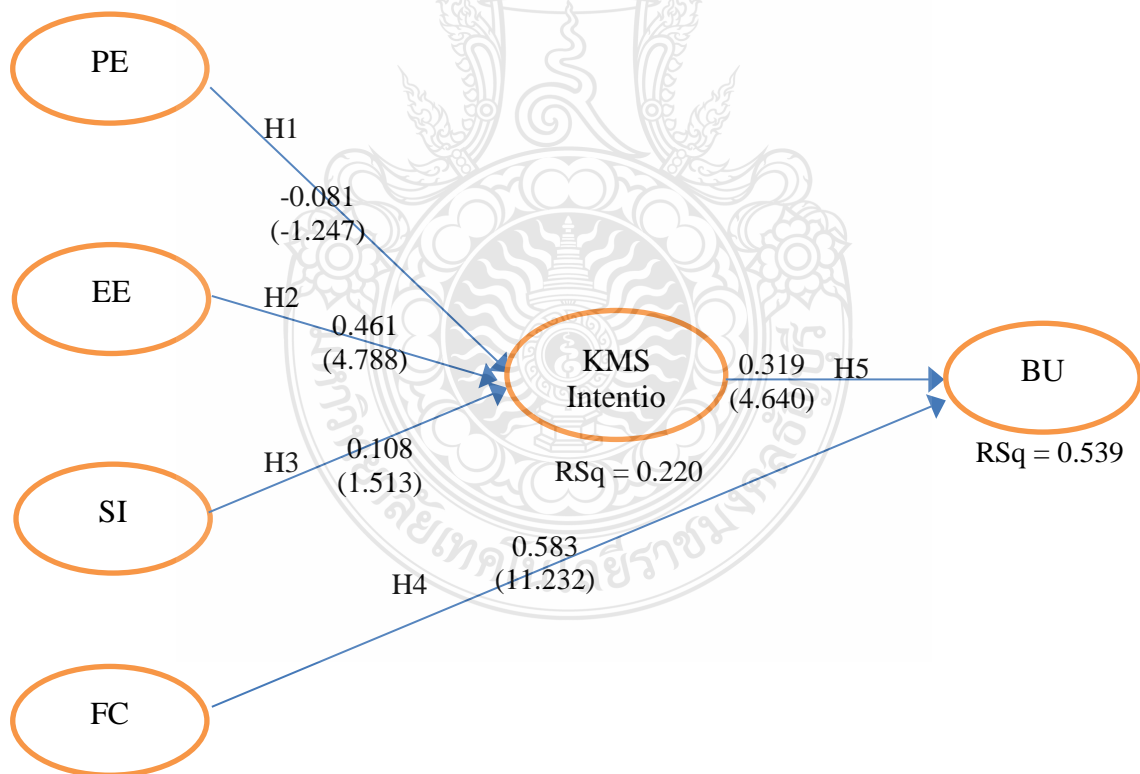 PE
H1
-0.081
(-1.247)
EE
H2
0.461
(4.788)
KMS
Intentio
0.319 H5
(4.640)
BU
RSq = 0.539
0.108
H3
(1.513)
RSq = 0.220
SI
0.583
(11.232)
H4
FC